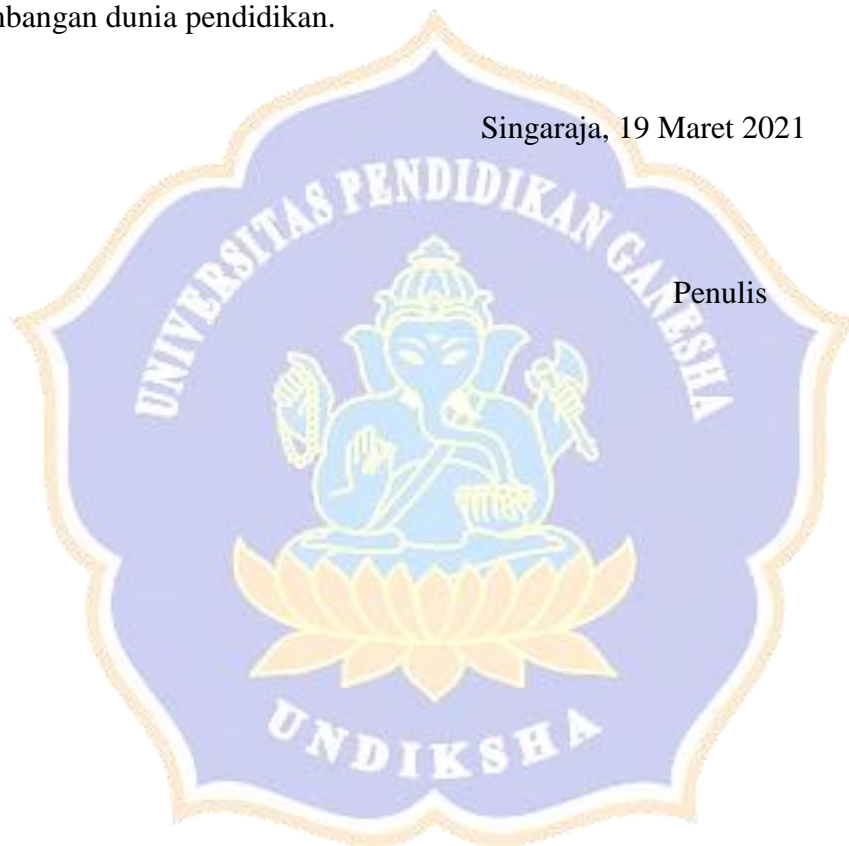 mbangan dunia pendidikan.
Singaraja, 19 Maret 2021
UNIVERSITAS PENDIDIKAN GANESHA
Penulis
UNDIKSHA